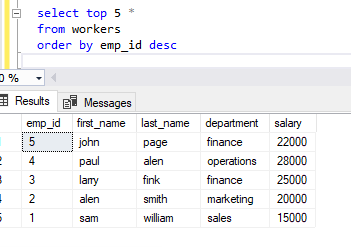 select top 5 *
from workers
order by emp_id desc
0 %
Results Messages
emp_id first_name last_name department salary
5 john page finance 22000
4 paul alen operations 28000
3 larry fink finance 25000
2 alen smith marketing 20000
1 sam william sales 15000